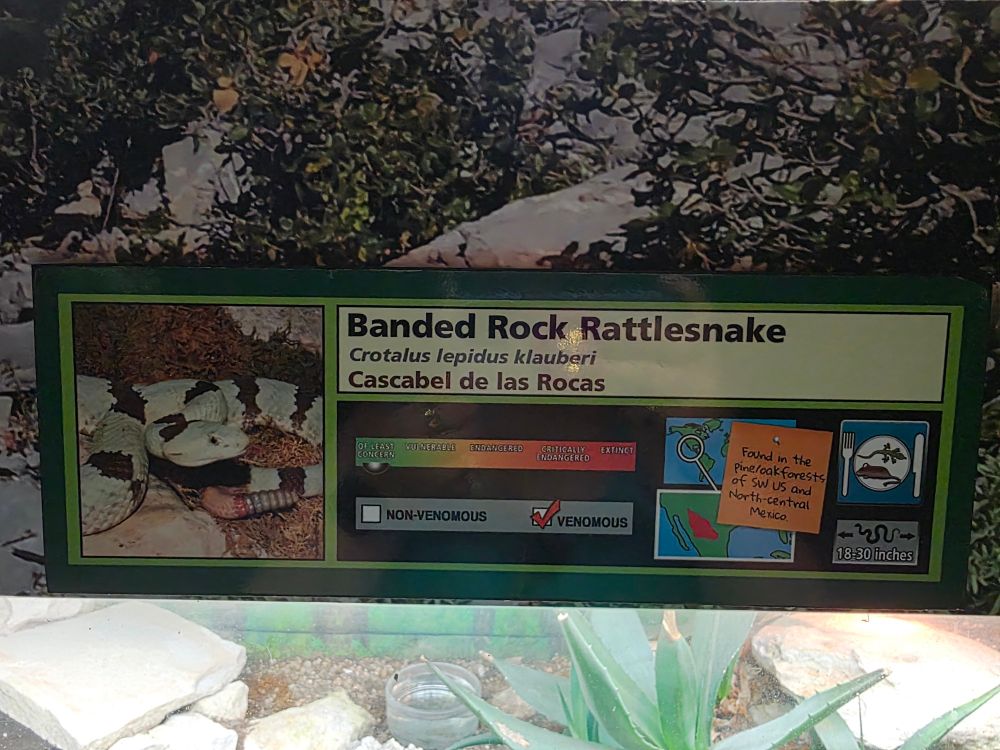 Banded Rock Rattlesnake
Crotalus lepidus klauberi
Cascabel de las Rocas
OF LEAST CONCERN
VULNERABLE
ENDANGERED
CRITICALLY ENDANGERED
EXTINCT
NON-VENOMOUS
VENOMOUS
Found in the
pine/oak forests
of SW US and
North-central
Mexico.
18-30 inches